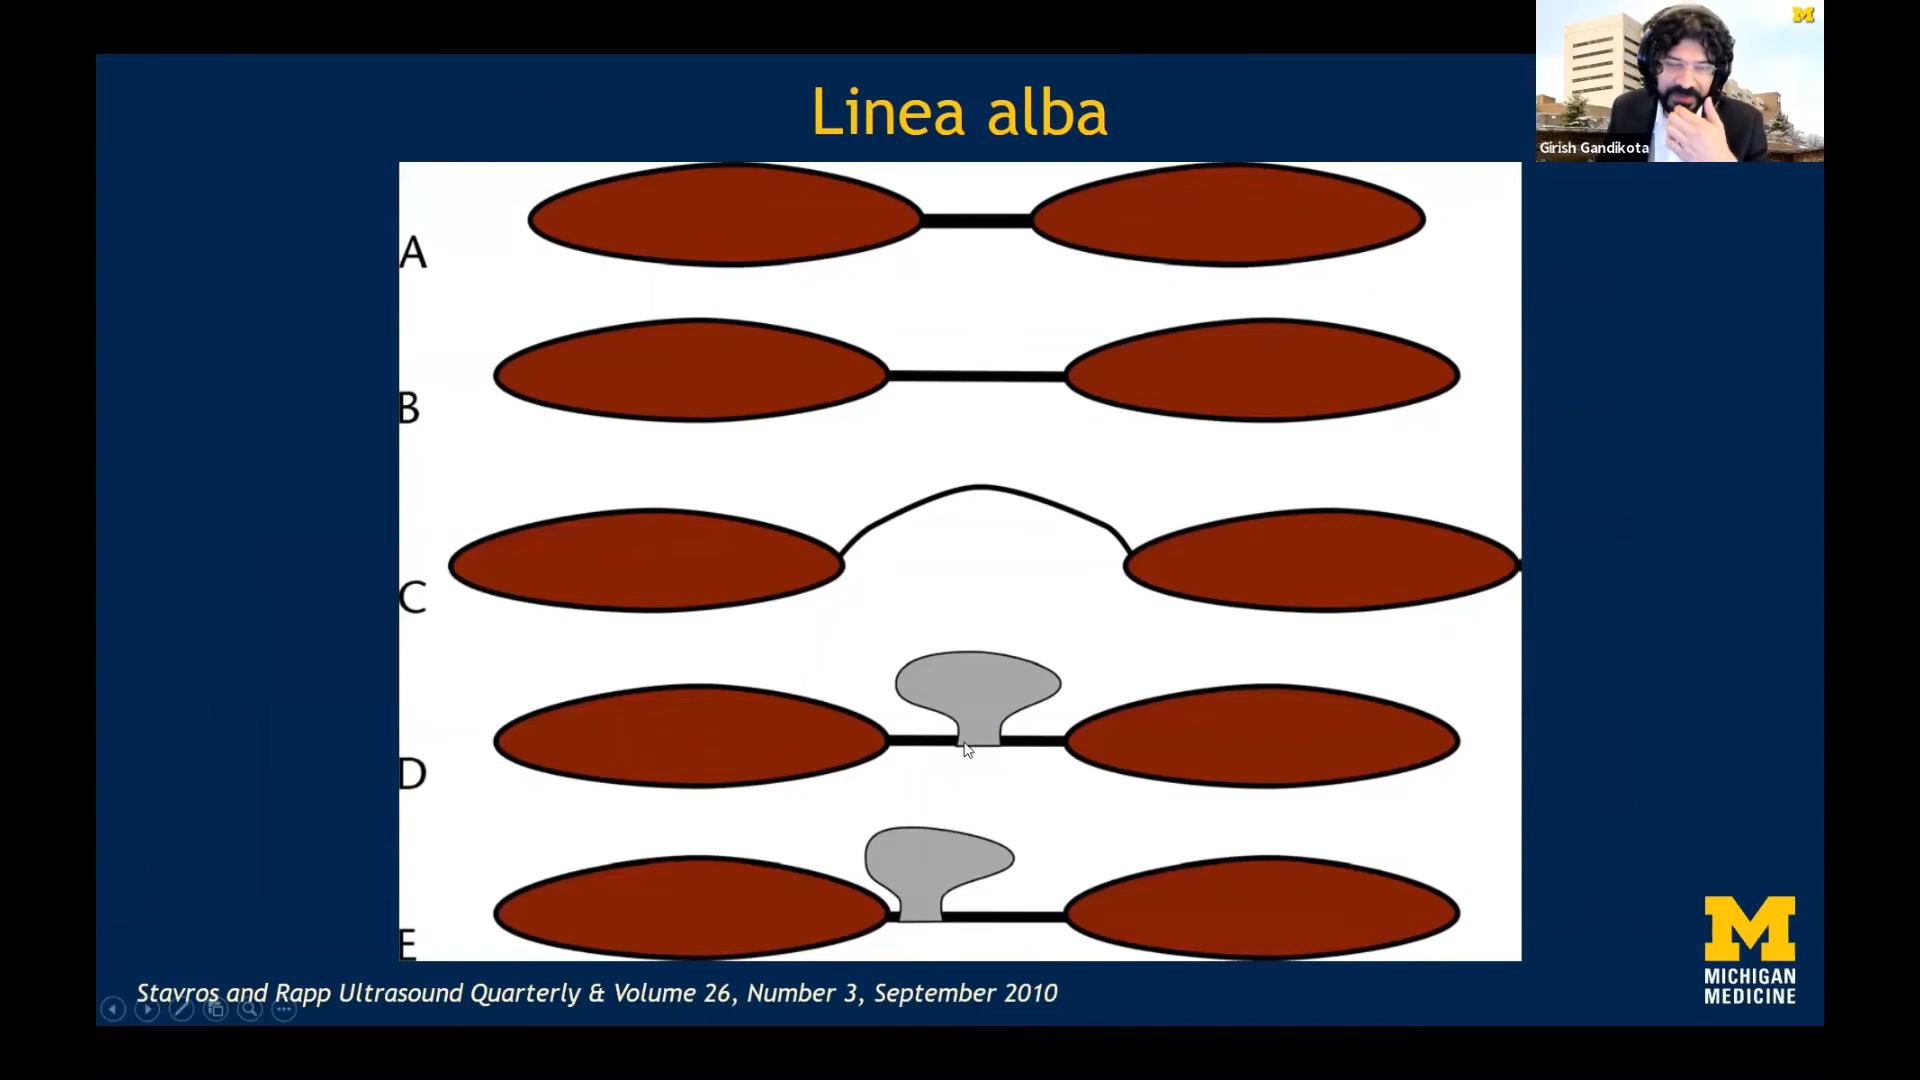 Linea alba
M
Girish Gandikota
A
B
C
D
E
Stavros and Rapp Ultrasound Quarterly & Volume 26, Number 3, September 2010
M
MICHIGAN
MEDICINE